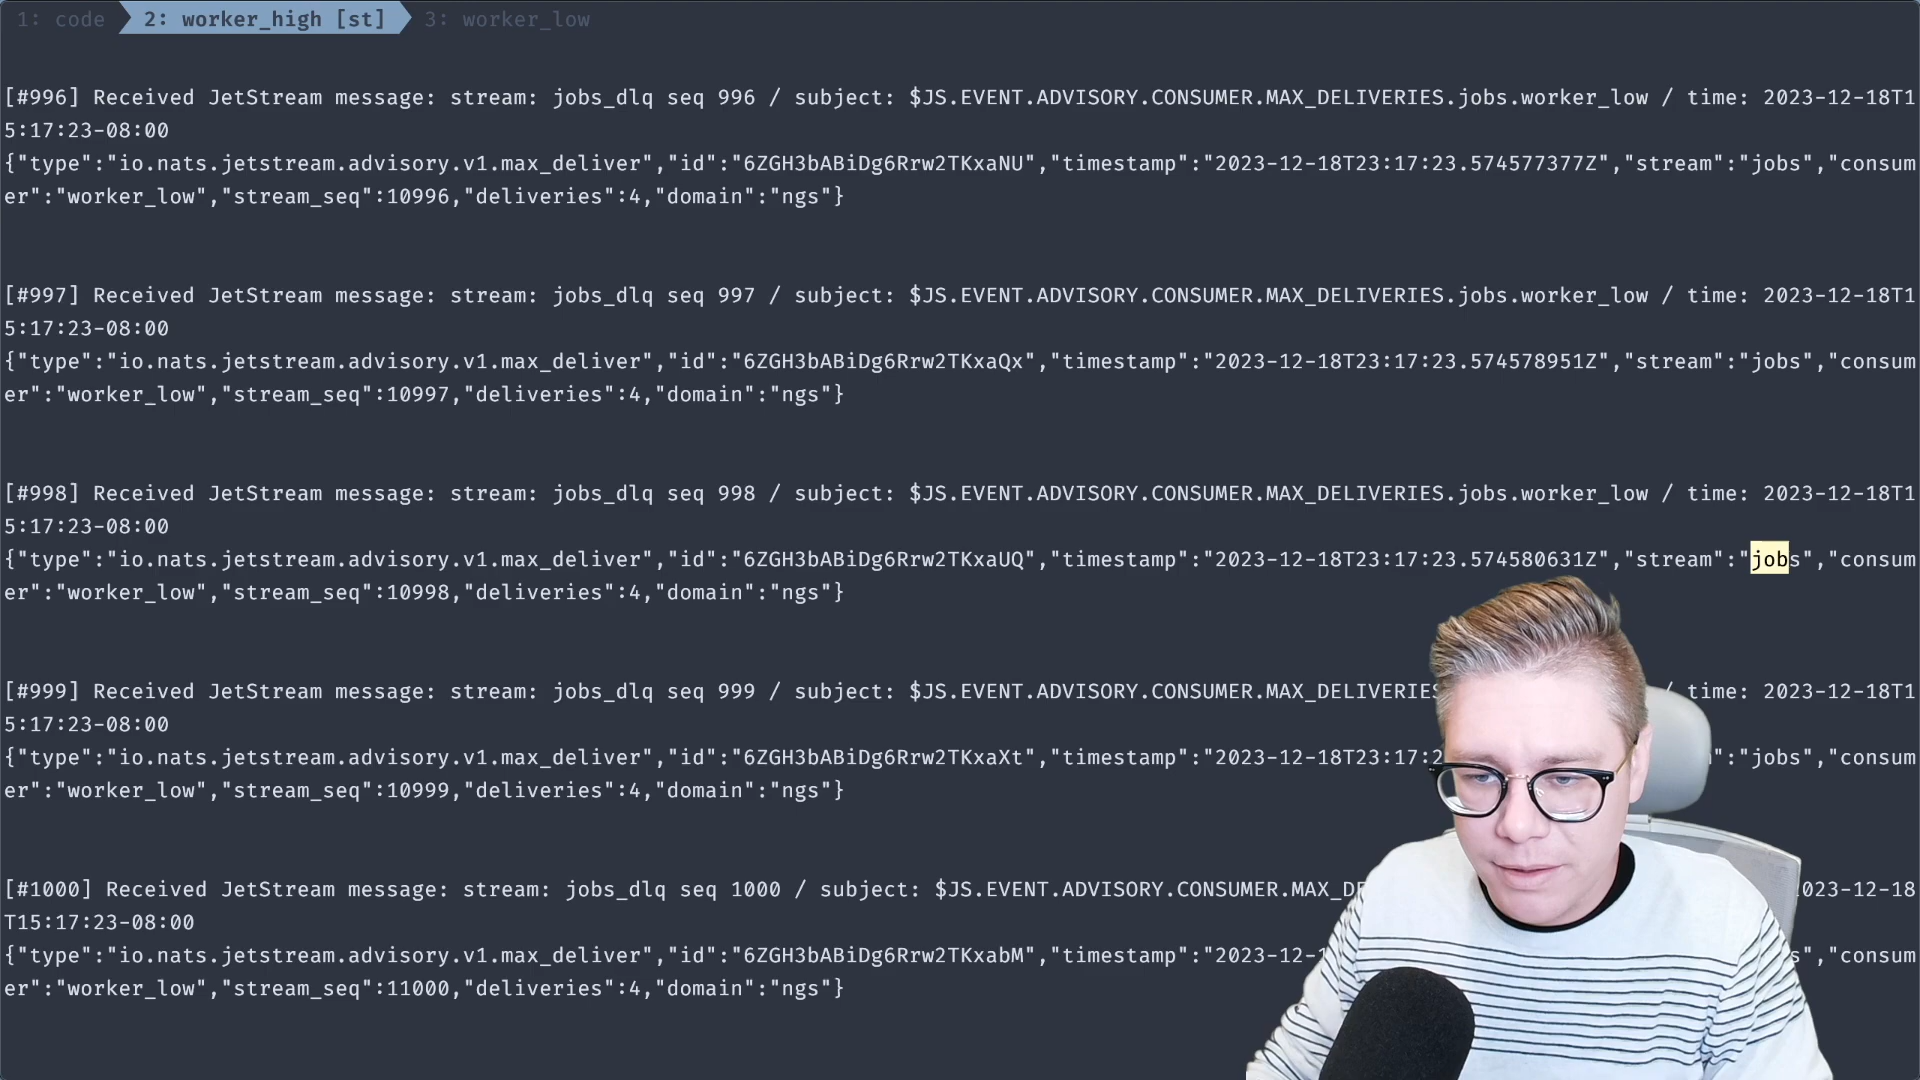 1: code 2: worker_high [st] 3: worker_low
[#996] Received JetStream message: stream: jobs_dlq seq 996 / subject: $JS.EVENT.ADVISORY.CONSUMER.MAX_DELIVERIES.jobs.worker_low / time: 2023-12-18T1
5:17:23-08:00
{"type":"io.nats.jetstream.advisory.v1.max_deliver","id":"6ZGH3bABiDg6Rrw2TKxaNU","timestamp":"2023-12-18T23:17:23.574577377Z","stream":"jobs","consum
er":"worker_low","stream_seq":10996,"deliveries":4,"domain":"ngs"}
[#997] Received JetStream message: stream: jobs_dlq seq 997 / subject: $JS.EVENT.ADVISORY.CONSUMER.MAX_DELIVERIES.jobs.worker_low / time: 2023-12-18T1
5:17:23-08:00
{"type":"io.nats.jetstream.advisory.v1.max_deliver","id":"6ZGH3bABiDg6Rrw2TKxaQx","timestamp":"2023-12-18T23:17:23.574578951Z","stream":"jobs","consum
er":"worker_low","stream_seq":10997,"deliveries":4,"domain":"ngs"}
[#998] Received JetStream message: stream: jobs_dlq seq 998 / subject: $JS.EVENT.ADVISORY.CONSUMER.MAX_DELIVERIES.jobs.worker_low / time: 2023-12-18T1
5:17:23-08:00
{"type":"io.nats.jetstream.advisory.v1.max_deliver","id":"6ZGH3bABiDg6Rrw2TKxaUQ","timestamp":"2023-12-18T23:17:23.574580631Z","stream":"jobs","consum
er":"worker_low","stream_seq":10998,"deliveries":4,"domain":"ngs"}
[#999] Received JetStream message: stream: jobs_dlq seq 999 / subject: $JS.EVENT.ADVISORY.CONSUMER.MAX_DELIVERIES / time: 2023-12-18T1
5:17:23-08:00
{"type":"io.nats.jetstream.advisory.v1.max_deliver","id":"6ZGH3bABiDg6Rrw2TKxaXt","timestamp":"2023-12-18T23:17:2 ":"jobs","consum
er":"worker_low","stream_seq":10999,"deliveries":4,"domain":"ngs"}
[#1000] Received JetStream message: stream: jobs_dlq seq 1000 / subject: $JS.EVENT.ADVISORY.CONSUMER.MAX_DE 023-12-18
T15:17:23-08:00
{"type":"io.nats.jetstream.advisory.v1.max_deliver","id":"6ZGH3bABiDg6Rrw2TKxabM","timestamp":"2023-12-1 s","consum
er":"worker_low","stream_seq":11000,"deliveries":4,"domain":"ngs"}